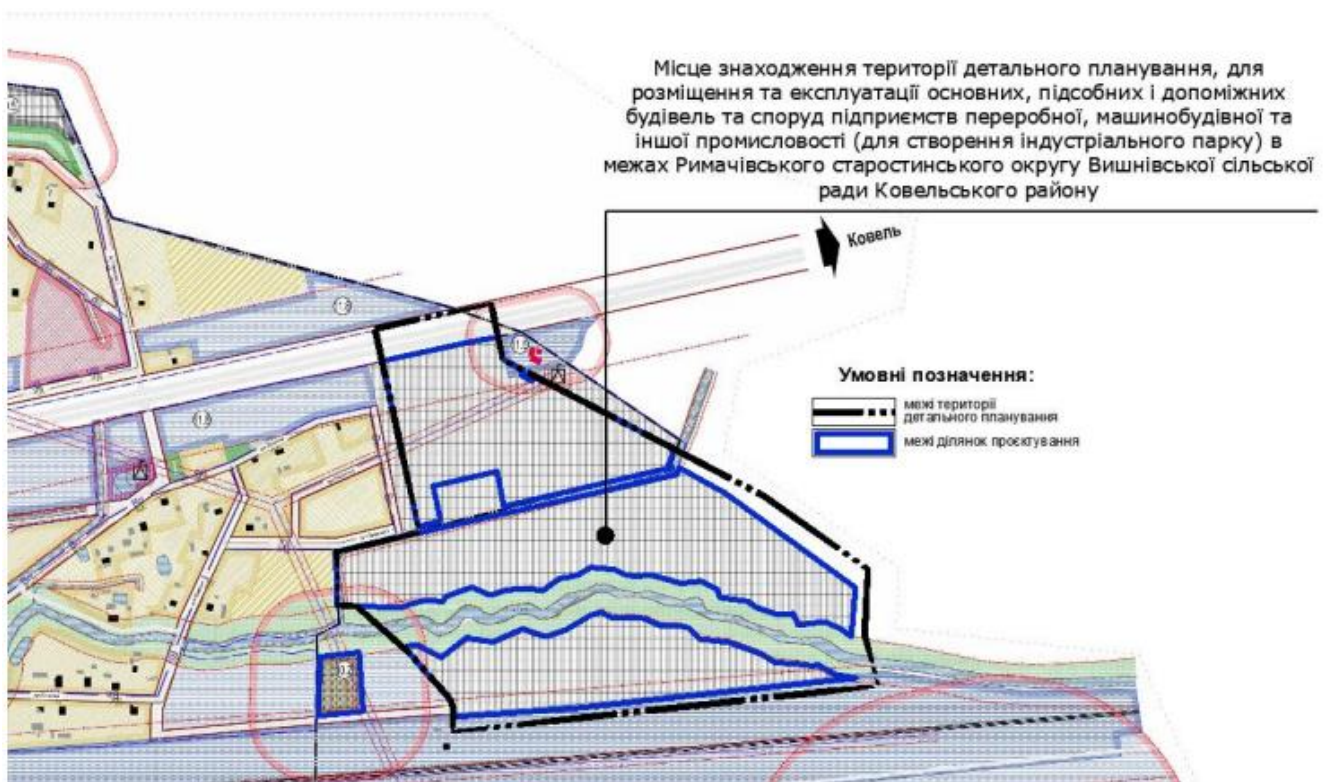 Місце знаходження території детального планування, для
розміщення та експлуатації основних, підсобних і допоміжних
будівель та споруд підприємств переробної, машинобудівної та
іншої промисловості (для створення індустріального парку) в
межах Римачівського старостинського округу Вишнівської сільської
ради Ковельського району
Ковель
Умовні позначення:
межі території
детального планування
межі ділянок проєктування